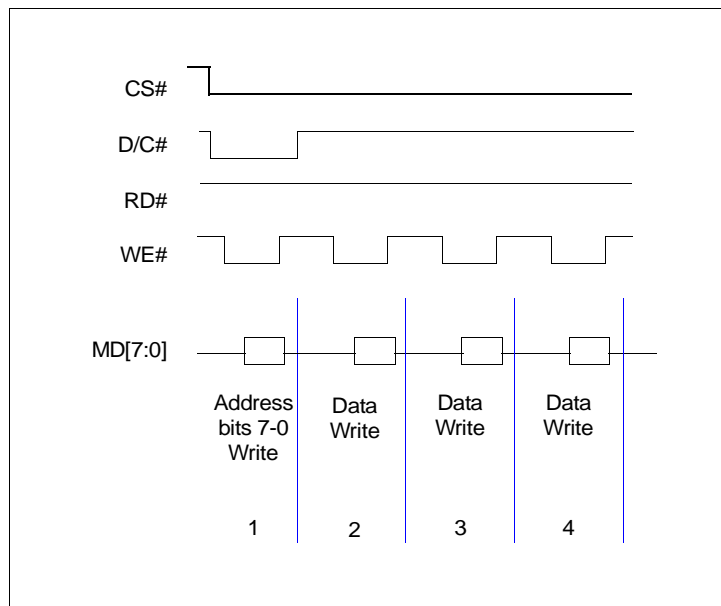 CS#
D/C#
RD#
WE#
MD[7:0]
Address
bits 7-0
Write
Data
Write
Data
Write
Data
Write
1
2
3
4